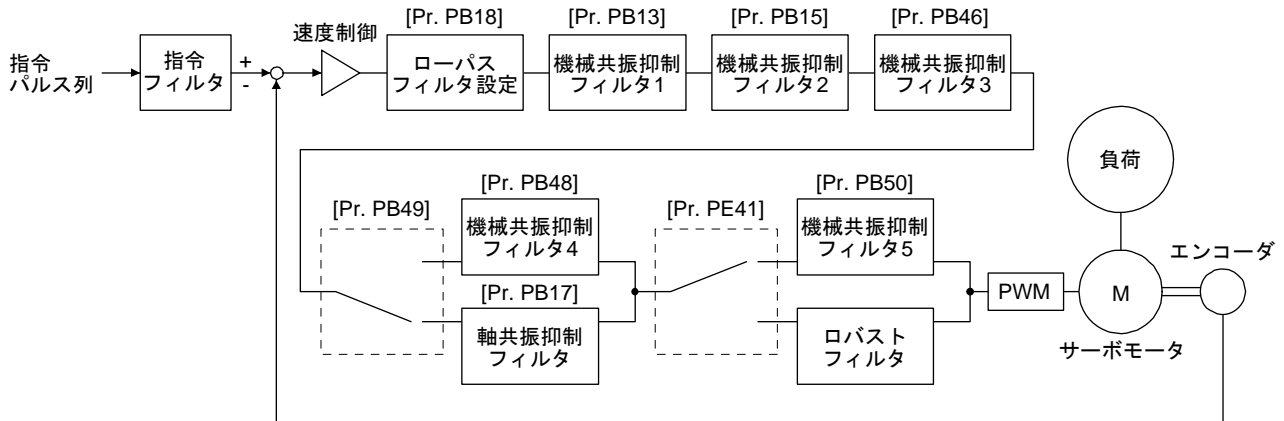 [Pr. PB18]
[Pr. PB13]
[Pr. PB15]
[Pr. PB46]
速度制御
指令
パルス列
指令
フィルタ
+
-
ローパス
フィルタ設定
機械共振抑制
フィルタ1
機械共振抑制
フィルタ2
機械共振抑制
フィルタ3
負荷
[Pr. PB48]
[Pr. PB50]
[Pr. PB49]
[Pr. PE41]
機械共振抑制
フィルタ4
機械共振抑制
フィルタ5
エンコーダ
[Pr. PB17]
PWM
M
軸共振抑制
フィルタ
ロバスト
フィルタ
サーボモータ